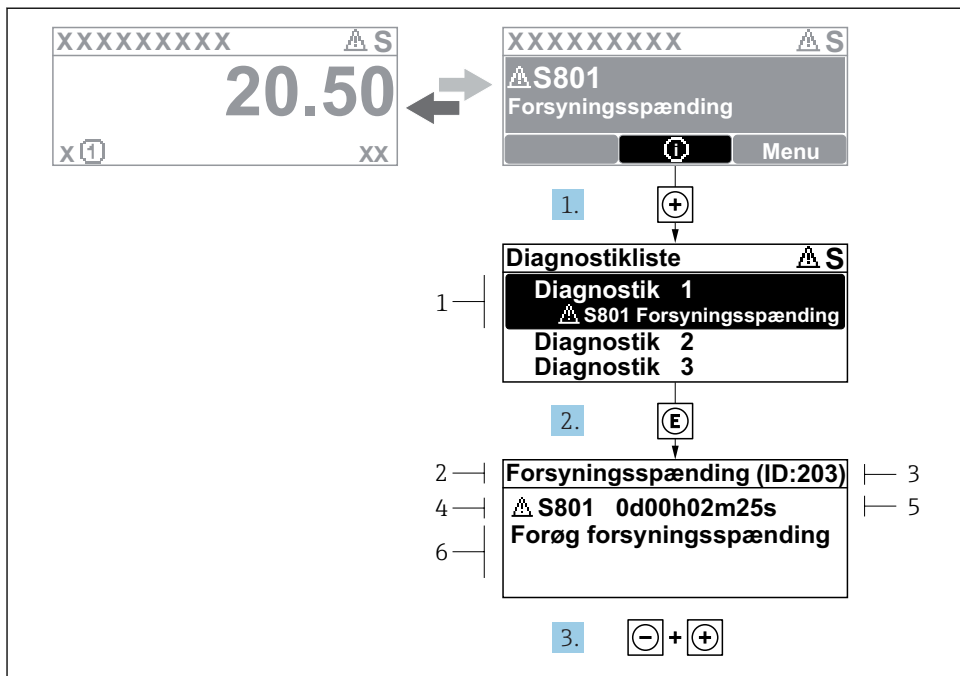 XXXXXXXXX ⚠ S
20.50
X ① XX
XXXXXXXXX ⚠ S
⚠ S801
Forsyningsspænding
ⓘ Menu
1. +
Diagnostikliste ⚠ S
1
Diagnostik 1
⚠ S801 Forsyningsspænding
Diagnostik 2
Diagnostik 3
2. E
2 Forsyningsspænding (ID:203) 3
4 ⚠ S801 0d00h02m25s 5
6 Forøg forsyningsspænding
3. - + +